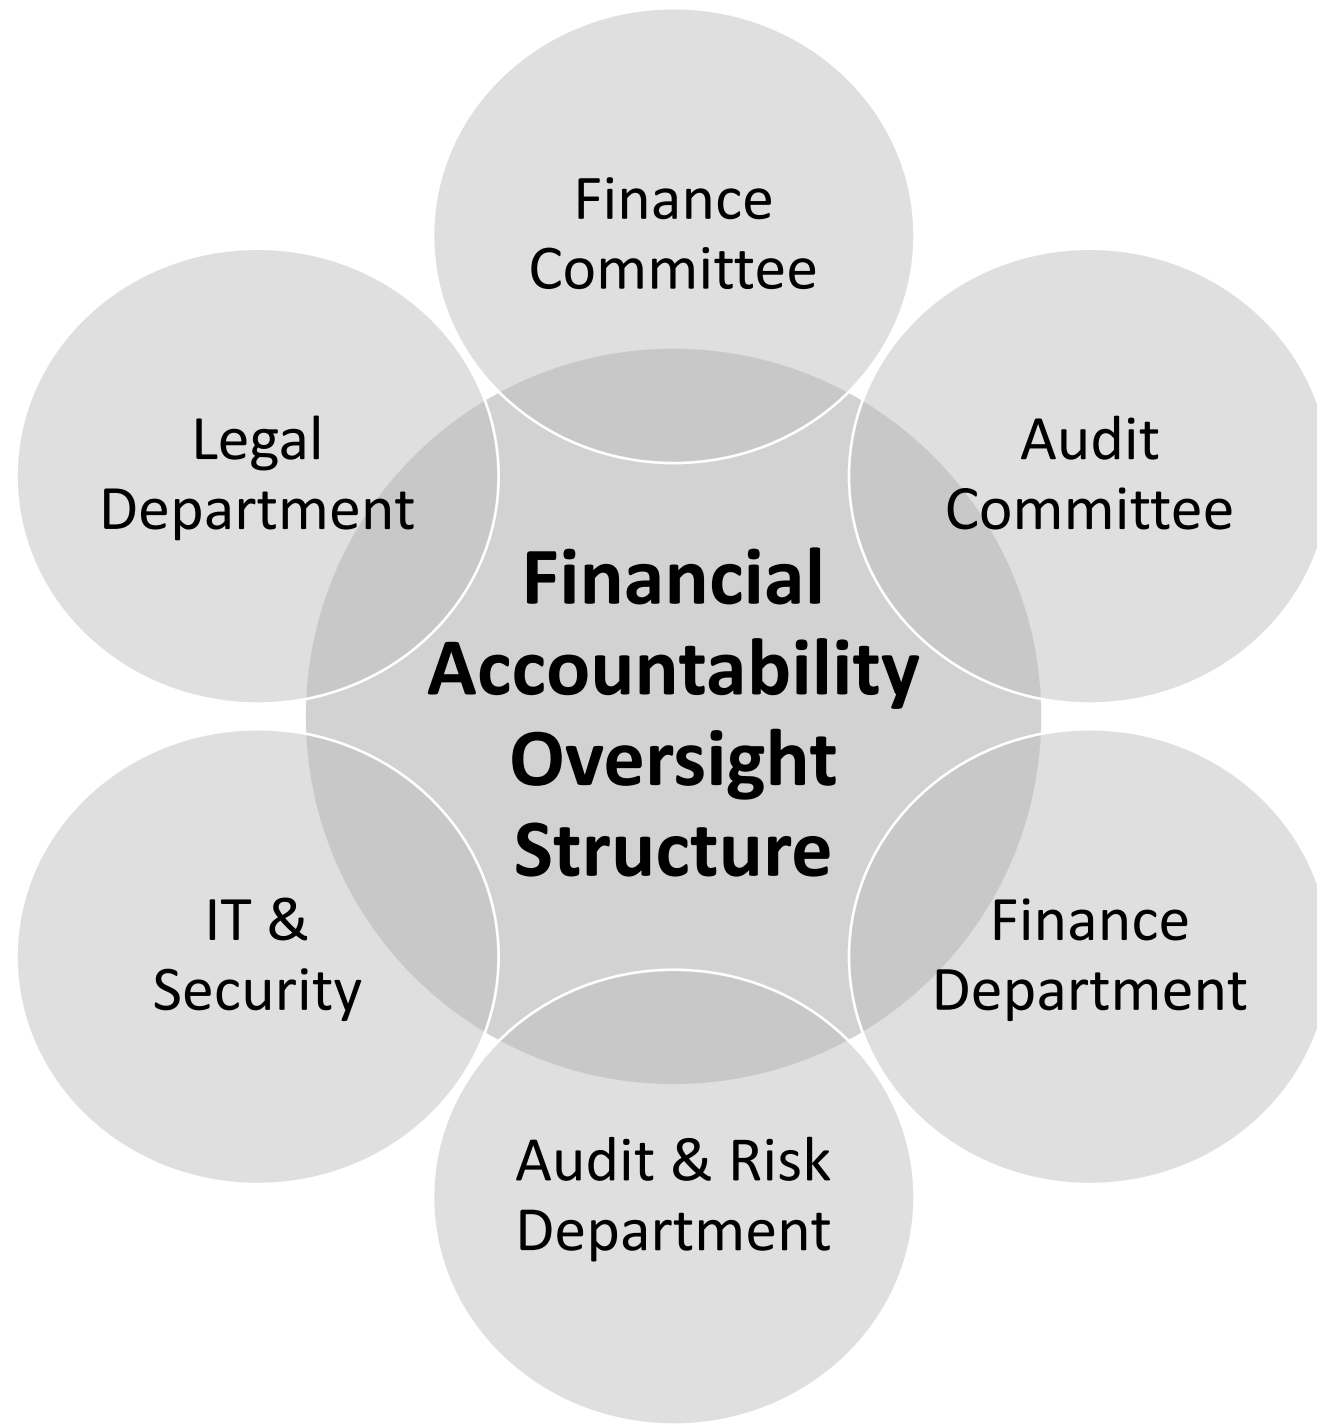 Finance
Committee
Audit
Committee
Finance
Department
Audit & Risk
Department
IT &
Security
Legal
Department
Financial
Accountability
Oversight
Structure